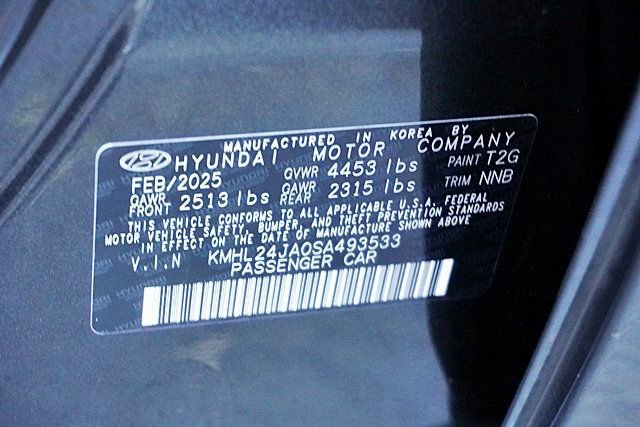 MANUFACTURED IN KOREA BY
HYUNDAI MOTOR COMPANY
FEB/2025 GVWR 4453 lbs PAINT T2G
GAWR FRONT 2513 lbs GAWR REAR 2315 lbs TRIM NNB
THIS VEHICLE CONFORMS TO ALL APPLICABLE U.S.A. FEDERAL
MOTOR VEHICLE SAFETY, BUMPER, AND THEFT PREVENTION STANDARDS
IN EFFECT ON THE DATE OF MANUFACTURE SHOWN ABOVE
V.I.N KMHL24JA0SA493533
PASSENGER CAR